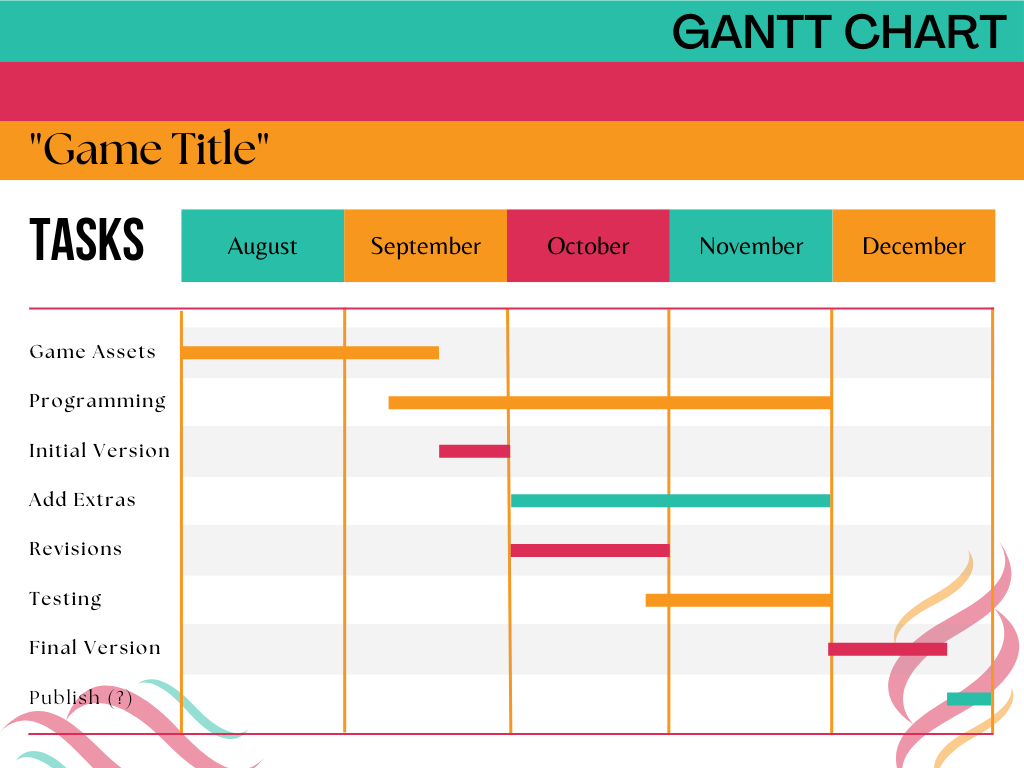 GANTT CHART
"Game Title"
TASKS
August
September
October
November
December
Game Assets
Programming
Initial Version
Add Extras
Revisions
Testing
Final Version
Publish (?)